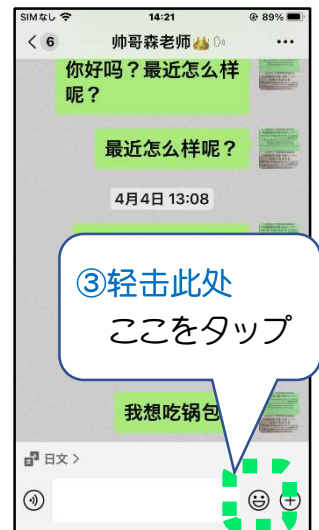 SIMなし 14:21 89%
6 帅哥森老师
你好吗？最近怎么样
呢？
最近怎么样呢？
4月4日 13:08
③轻击此处
ここをタップ
我想吃锅包
日文 >